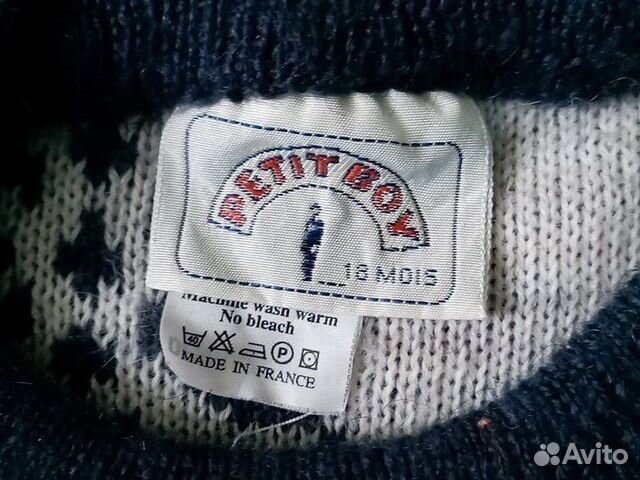 PETIT BOY
18 MOIS
Machine wash warm
No bleach
40 P
MADE IN FRANCE
Avito